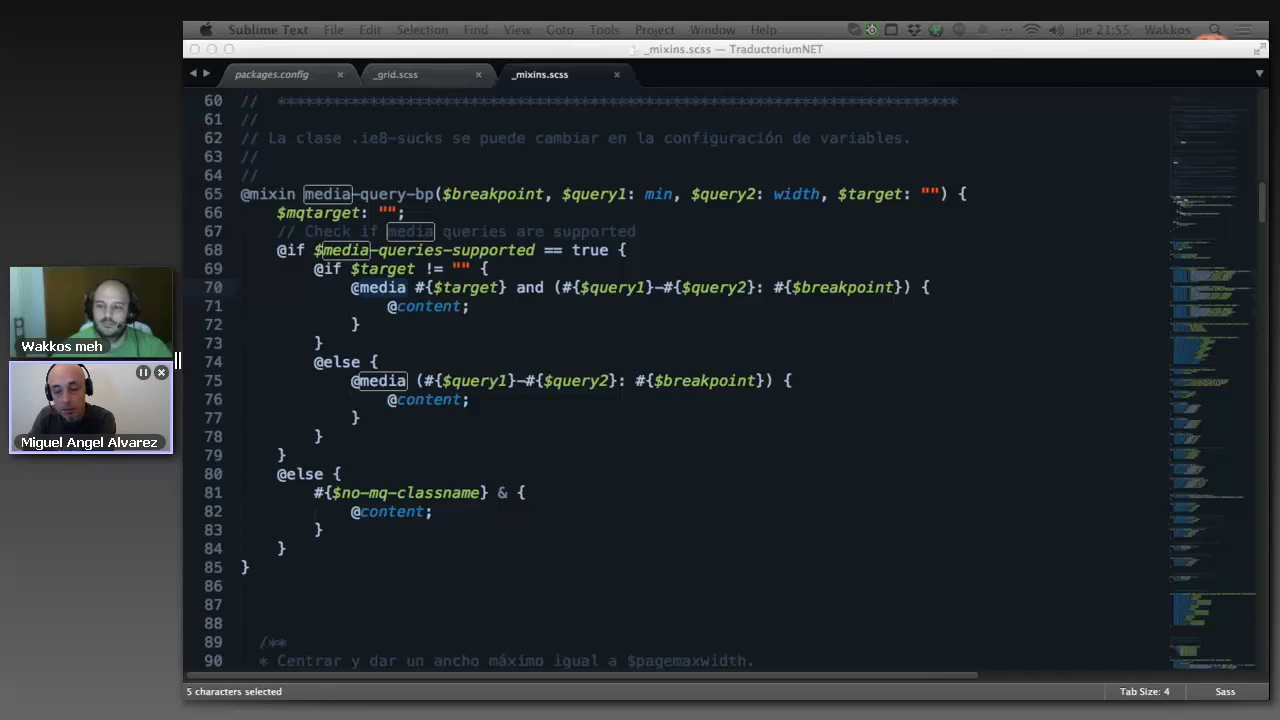 Sublime Text File Edit Selection Find View Goto Tools Project Window Help jue 21:55 Wakkos
_mixins.scss — TraductoriumNET
packages.config _grid.scss _mixins.scss
60 // **************************************************************************
61 //
62 // La clase .ie8-sucks se puede cambiar en la configuración de variables.
63 //
64 //
65 @mixin media-query-bp($breakpoint, $query1: min, $query2: width, $target: "") {
66 $mqtarget: "";
67 // Check if media queries are supported
68 @if $media-queries-supported == true {
69 @if $target != "" {
70 @media #{$target} and (#{$query1}-#{$query2}: #{$breakpoint}) {
71 @content;
72 }
73 }
74 @else {
75 @media (#{$query1}-#{$query2}: #{$breakpoint}) {
76 @content;
77 }
78 }
79 }
80 @else {
81 #{$no-mq-classname} & {
82 @content;
83 }
84 }
85 }
86
87
88
89 /**
90 * Centrar y dar un ancho máximo igual a $pagemaxwidth.
5 characters selected Tab Size: 4 Sass
Wakkos meh
Miguel Angel Alvarez